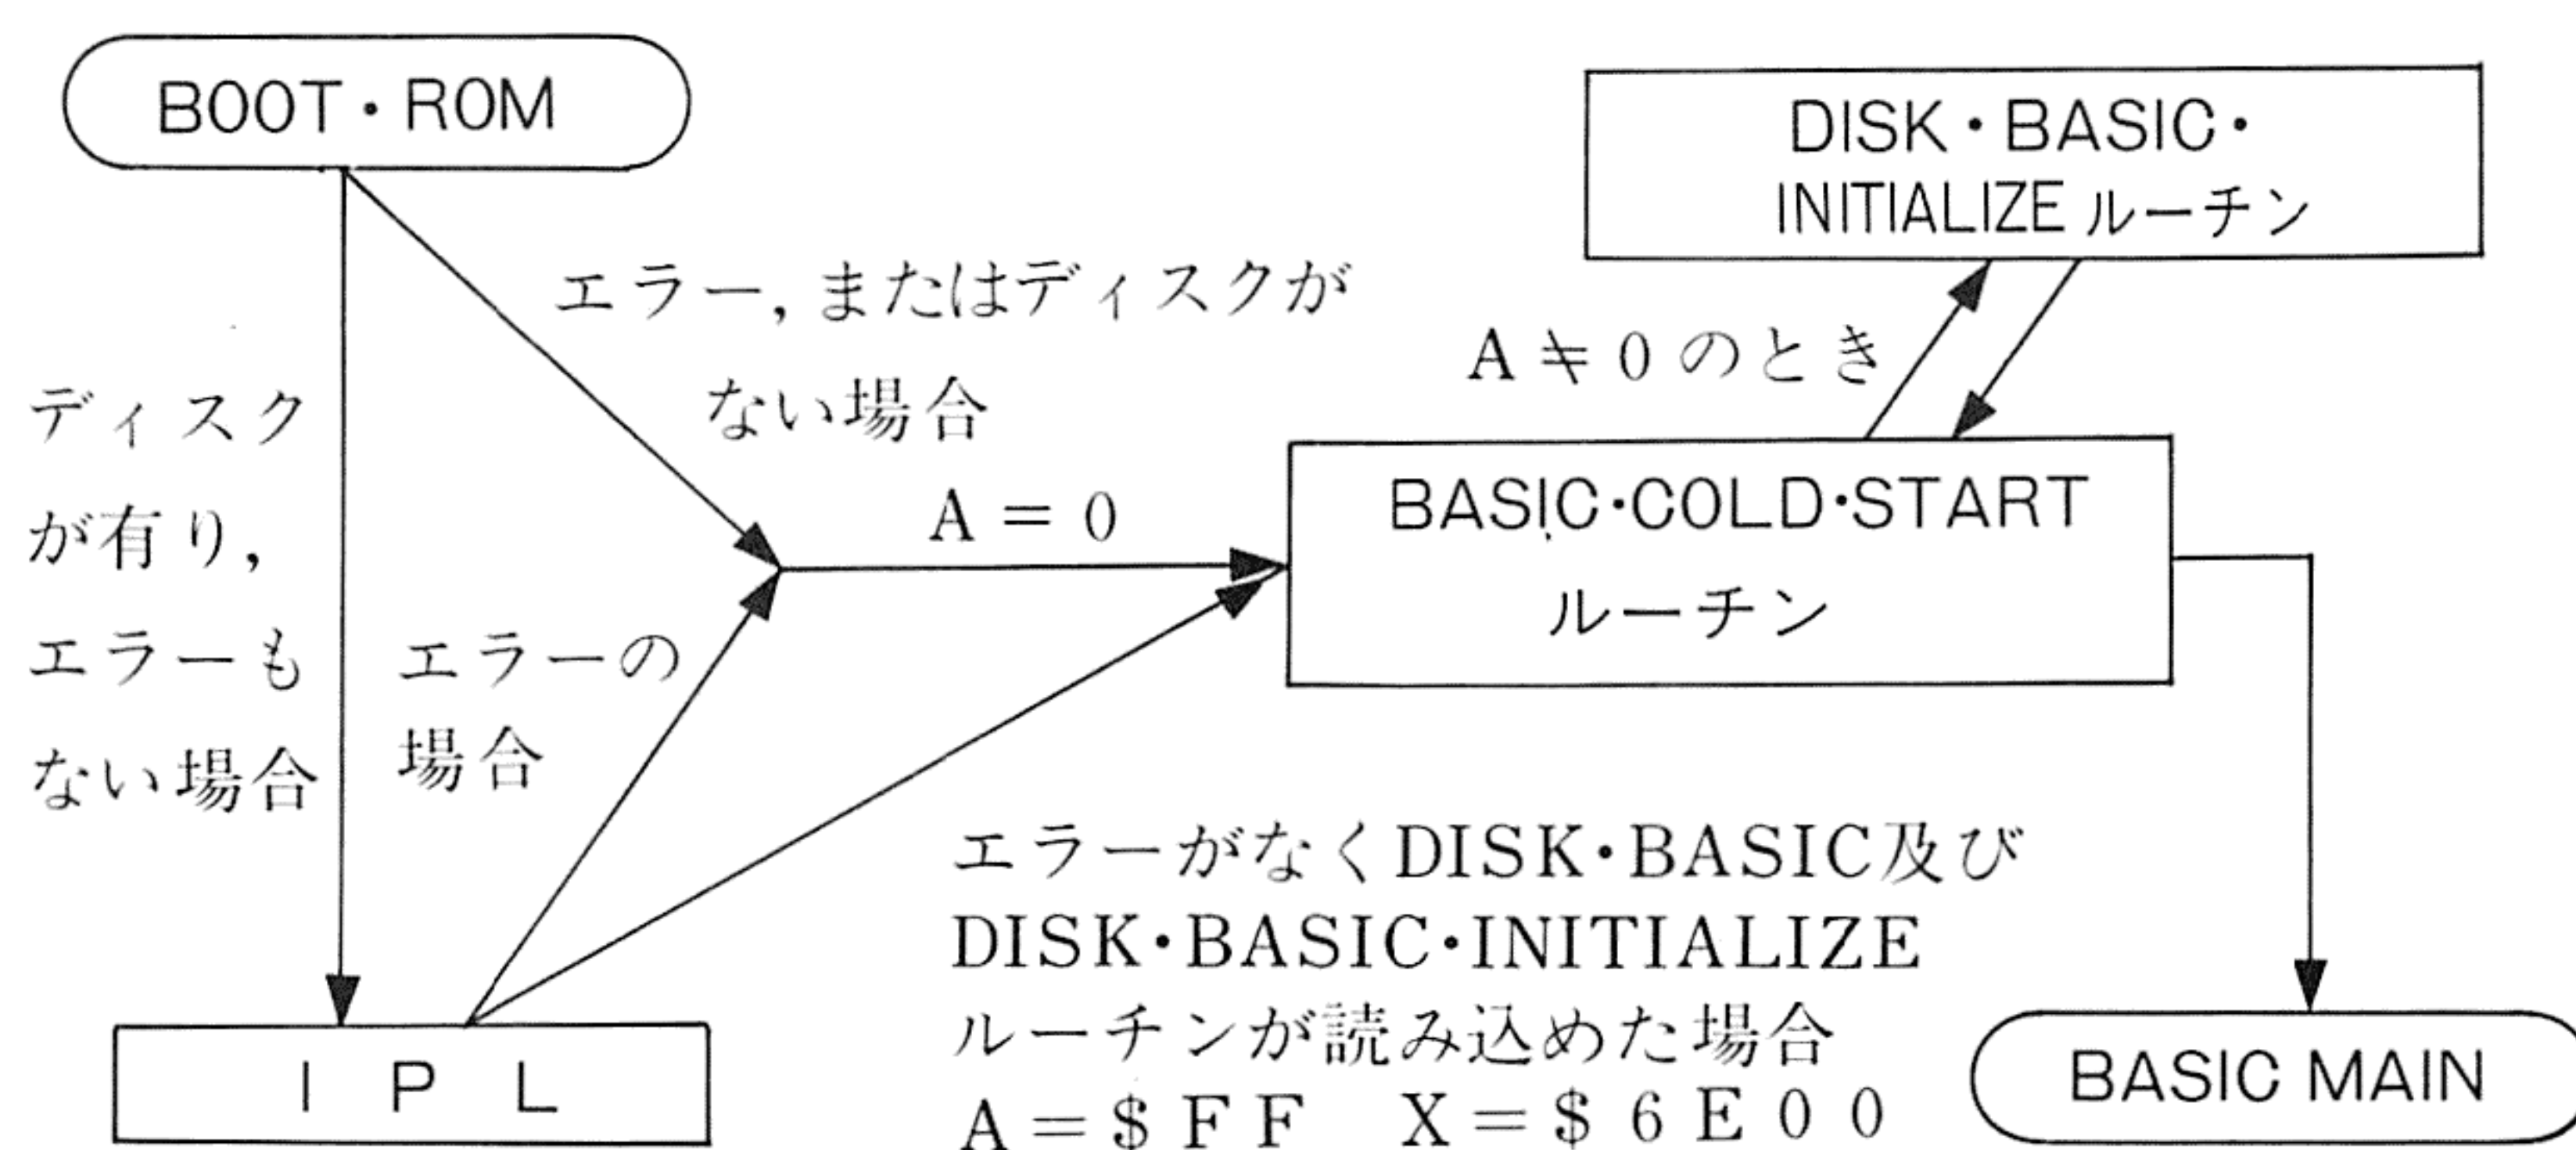 BOOT・ROM
DISK・BASIC・
INITIALIZE ルーチン
エラー,またはディスクが
ない場合
A≒0のとき
ディスク
が有り,
エラーも
ない場合
A = 0
BASIC・COLD・START
ルーチン
エラーの
場合
エラーがなくDISK・BASIC及び
DISK・BASIC・INITIALIZE
ルーチンが読み込めた場合
A=$FF X=$6E00
I P L
BASIC MAIN